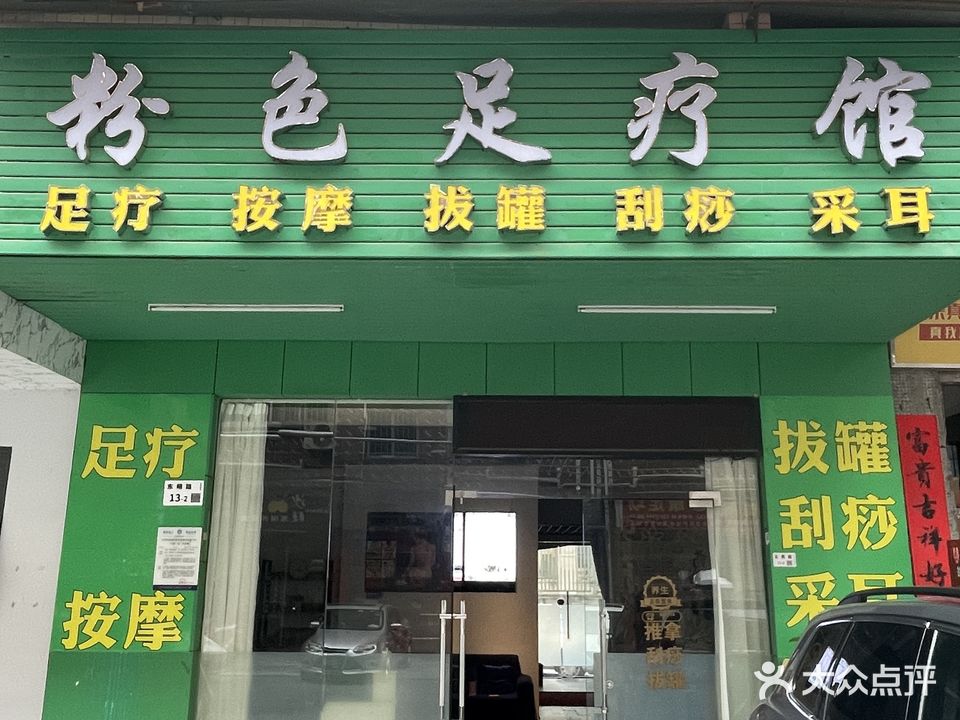 粉色足疗馆
足疗 按摩 拔罐 刮痧 采耳
足疗
按摩
13-2
拔罐
刮痧
采耳
养生
推拿
刮痧
拔罐
真我
富贵吉祥好
大众点评